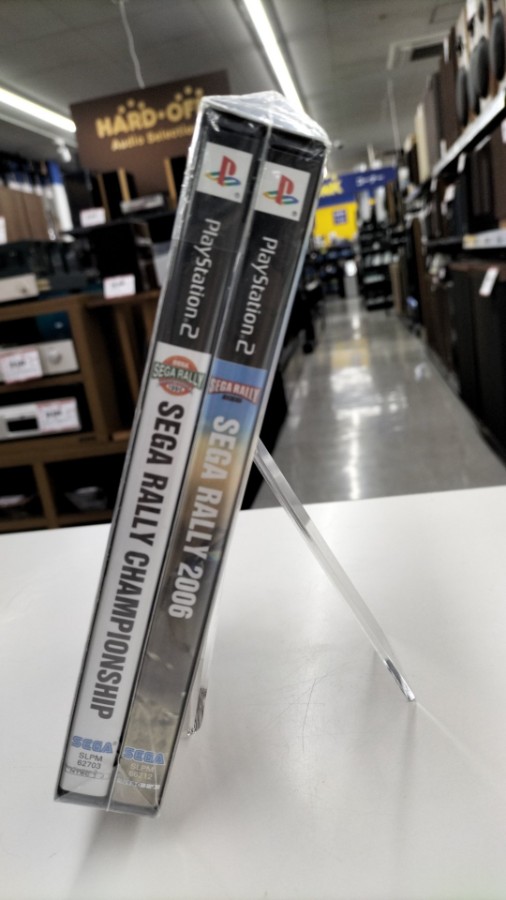 HARD·OFF
Audio Selection
PlayStation.2
SEGA RALLY
SEGA RALLY CHAMPIONSHIP
SEGA
SLPM
62703
PlayStation.2
SEGA RALLY
SEGA RALLY 2006
SEGA
SLPM